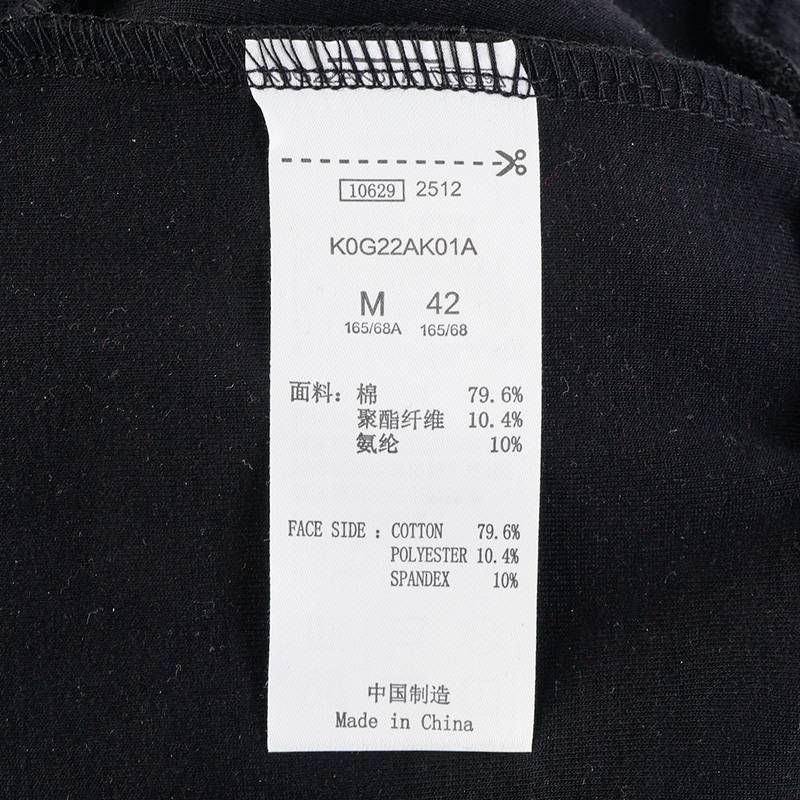 10629 2512
K0G22AK01A
M 42
165/68A 165/68
面料: 棉 79.6%
聚酯纤维 10.4%
氨纶 10%
FACE SIDE : COTTON 79.6%
POLYESTER 10.4%
SPANDEX 10%
中国制造
Made in China